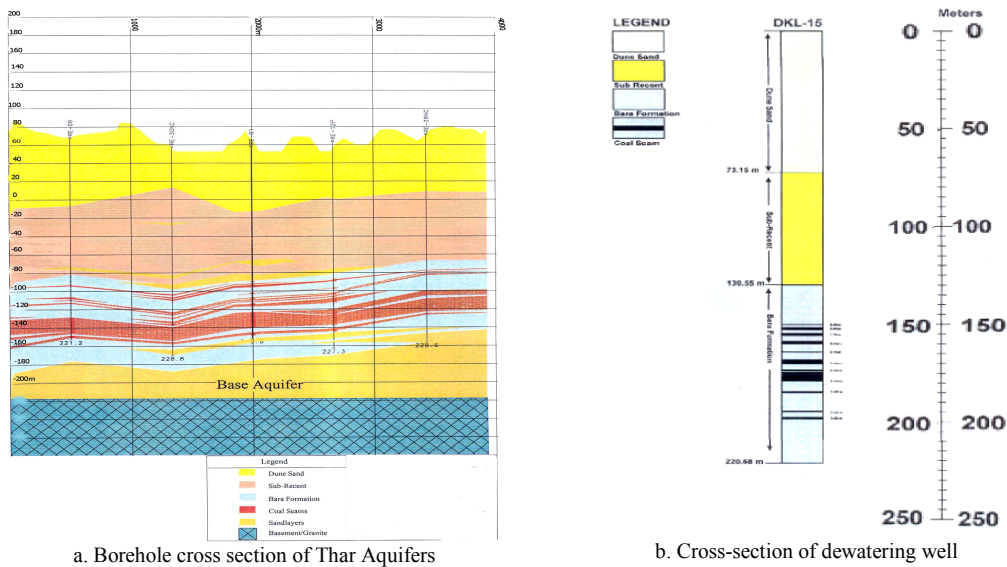 200
180
160
140
120
100
80
60
40
20
0
-20
-40
-60
-80
-100
-120
-140
-160
-180
-200m
1000
2000m
3000
4000
221.2
228.8
227.3
228.5
Base Aquifer
Legend
Dune Sand
Sub-Recent
Bara Formation
Coal Seams
Sandlayers
Basement/Granite
a. Borehole cross section of Thar Aquifers
LEGEND
Dune Sand
Sub Recent
Bara Formation
Coal Seam
DKL-15
Dune Sand
73.15 m
Sub-Recent
130.55 m
Bara Formation
220.68 m
Meters
0 0
50 50
100 100
150 150
200 200
250 250
b. Cross-section of dewatering well